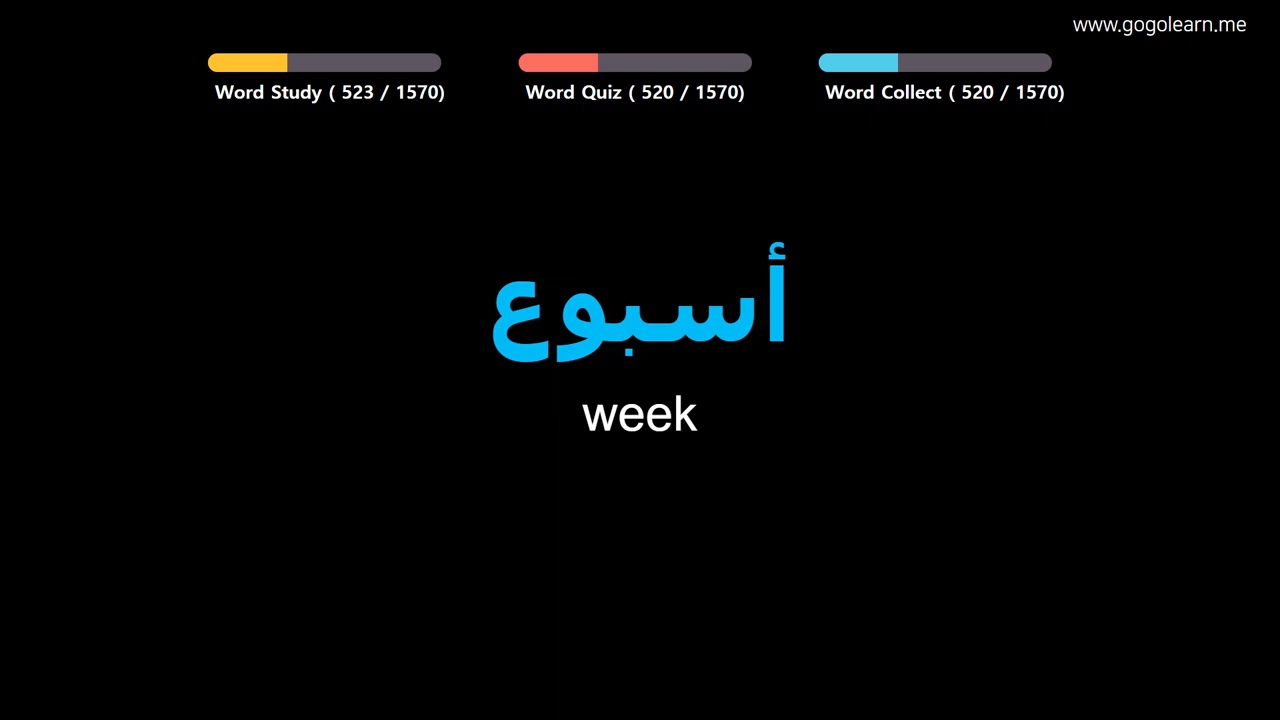 www.gogolearn.me
Word Study ( 523 / 1570)
Word Quiz ( 520 / 1570)
Word Collect ( 520 / 1570)
أسبوع
week